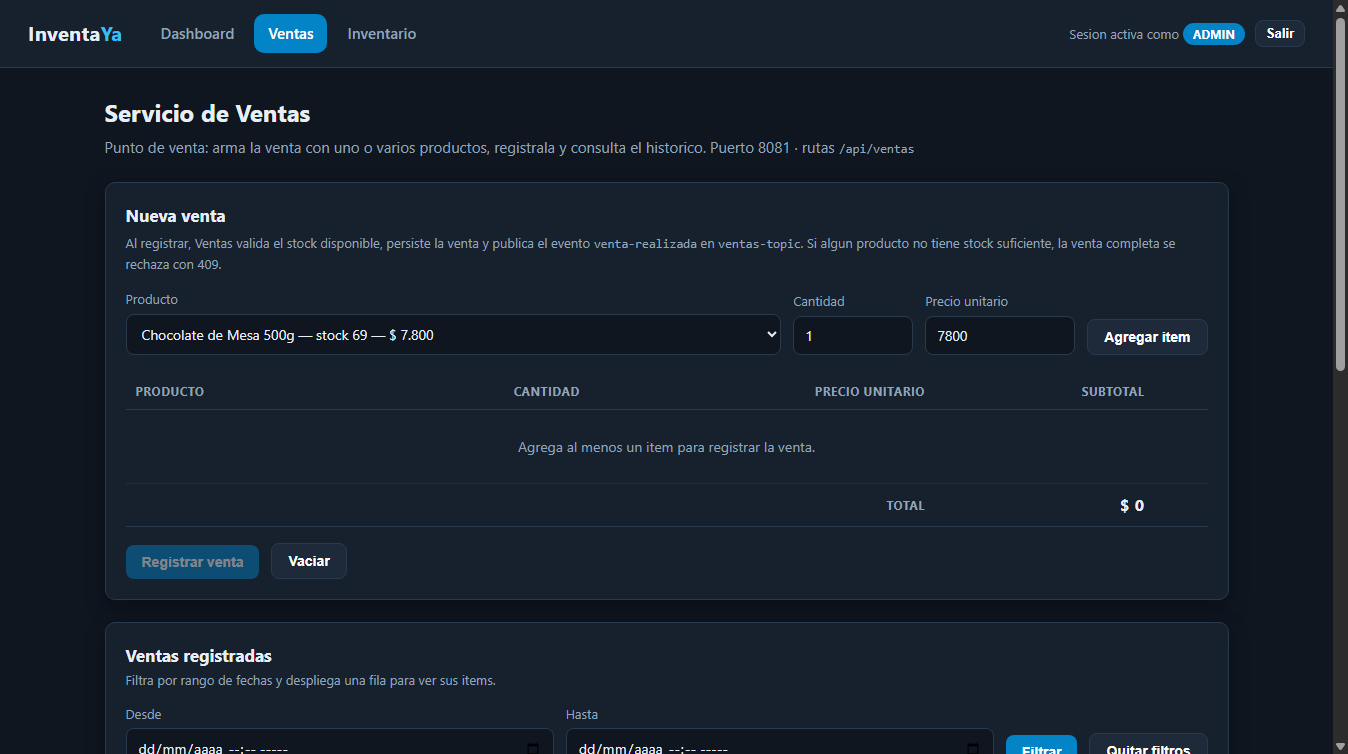 InventaYa Dashboard Ventas Inventario Sesion activa como ADMIN Salir
Servicio de Ventas
Punto de venta: arma la venta con uno o varios productos, registrala y consulta el historico. Puerto 8081 · rutas /api/ventas
Nueva venta
Al registrar, Ventas valida el stock disponible, persiste la venta y publica el evento venta-realizada en ventas-topic. Si algun producto no tiene stock suficiente, la venta completa se
rechaza con 409.
Producto Cantidad Precio unitario
Chocolate de Mesa 500g — stock 69 — $ 7.800 1 7800 Agregar item
PRODUCTO CANTIDAD PRECIO UNITARIO SUBTOTAL
Agrega al menos un item para registrar la venta.
TOTAL $ 0
Registrar venta Vaciar
Ventas registradas
Filtra por rango de fechas y despliega una fila para ver sus items.
Desde Hasta
dd/mm/aaaa --:-- ----- dd/mm/aaaa --:-- ----- Filtrar Quitar filtros